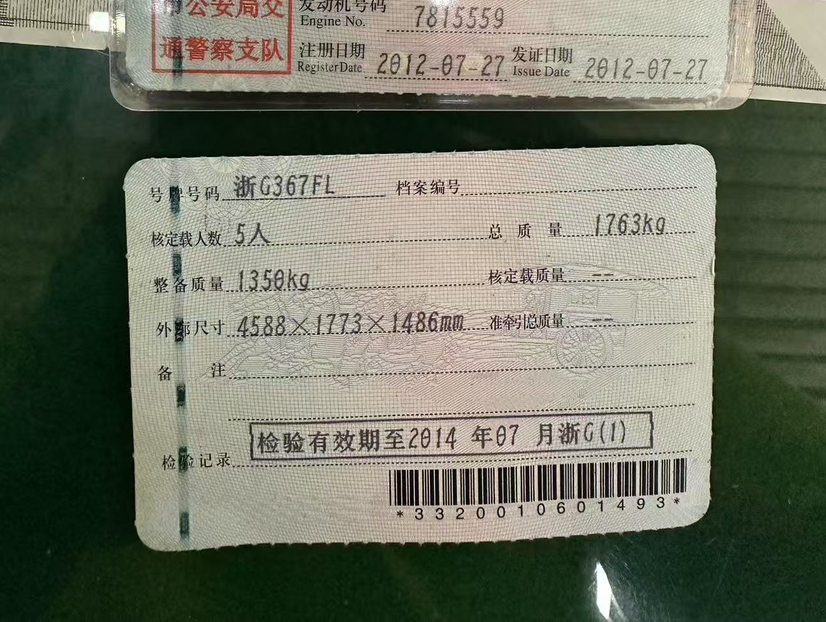 公安局交
通警察支队
发动机号码 7815559
Engine No.
注册日期 2012-07-27 发证日期 2012-07-27
Register Date Issue Date
号牌号码 浙G367FL 档案编号
核定载人数 5人 总质量 1763kg
整备质量 1350kg 核定载质量 --
外部尺寸 4588×1773×1486mm 准牵引总质量 --
备注
检验有效期至2014年07月浙G(1)
检验记录
*3320010601493*